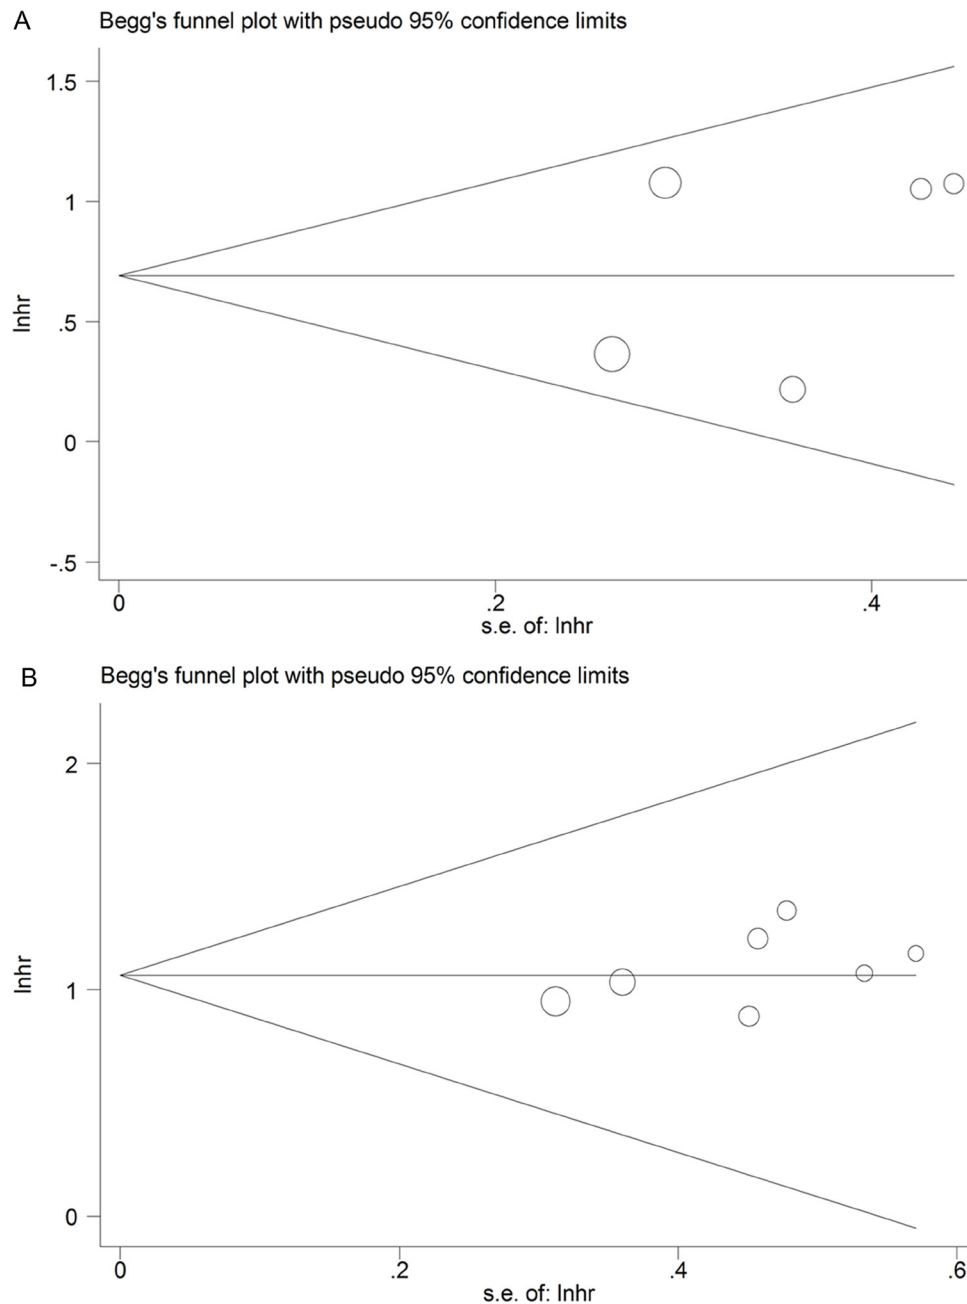 A
Begg's funnel plot with pseudo 95% confidence limits
1.5
1
.5
0
-.5
lnhr
0 .2 .4
s.e. of: lnhr
B
Begg's funnel plot with pseudo 95% confidence limits
2
1
0
lnhr
0 .2 .4 .6
s.e. of: lnhr